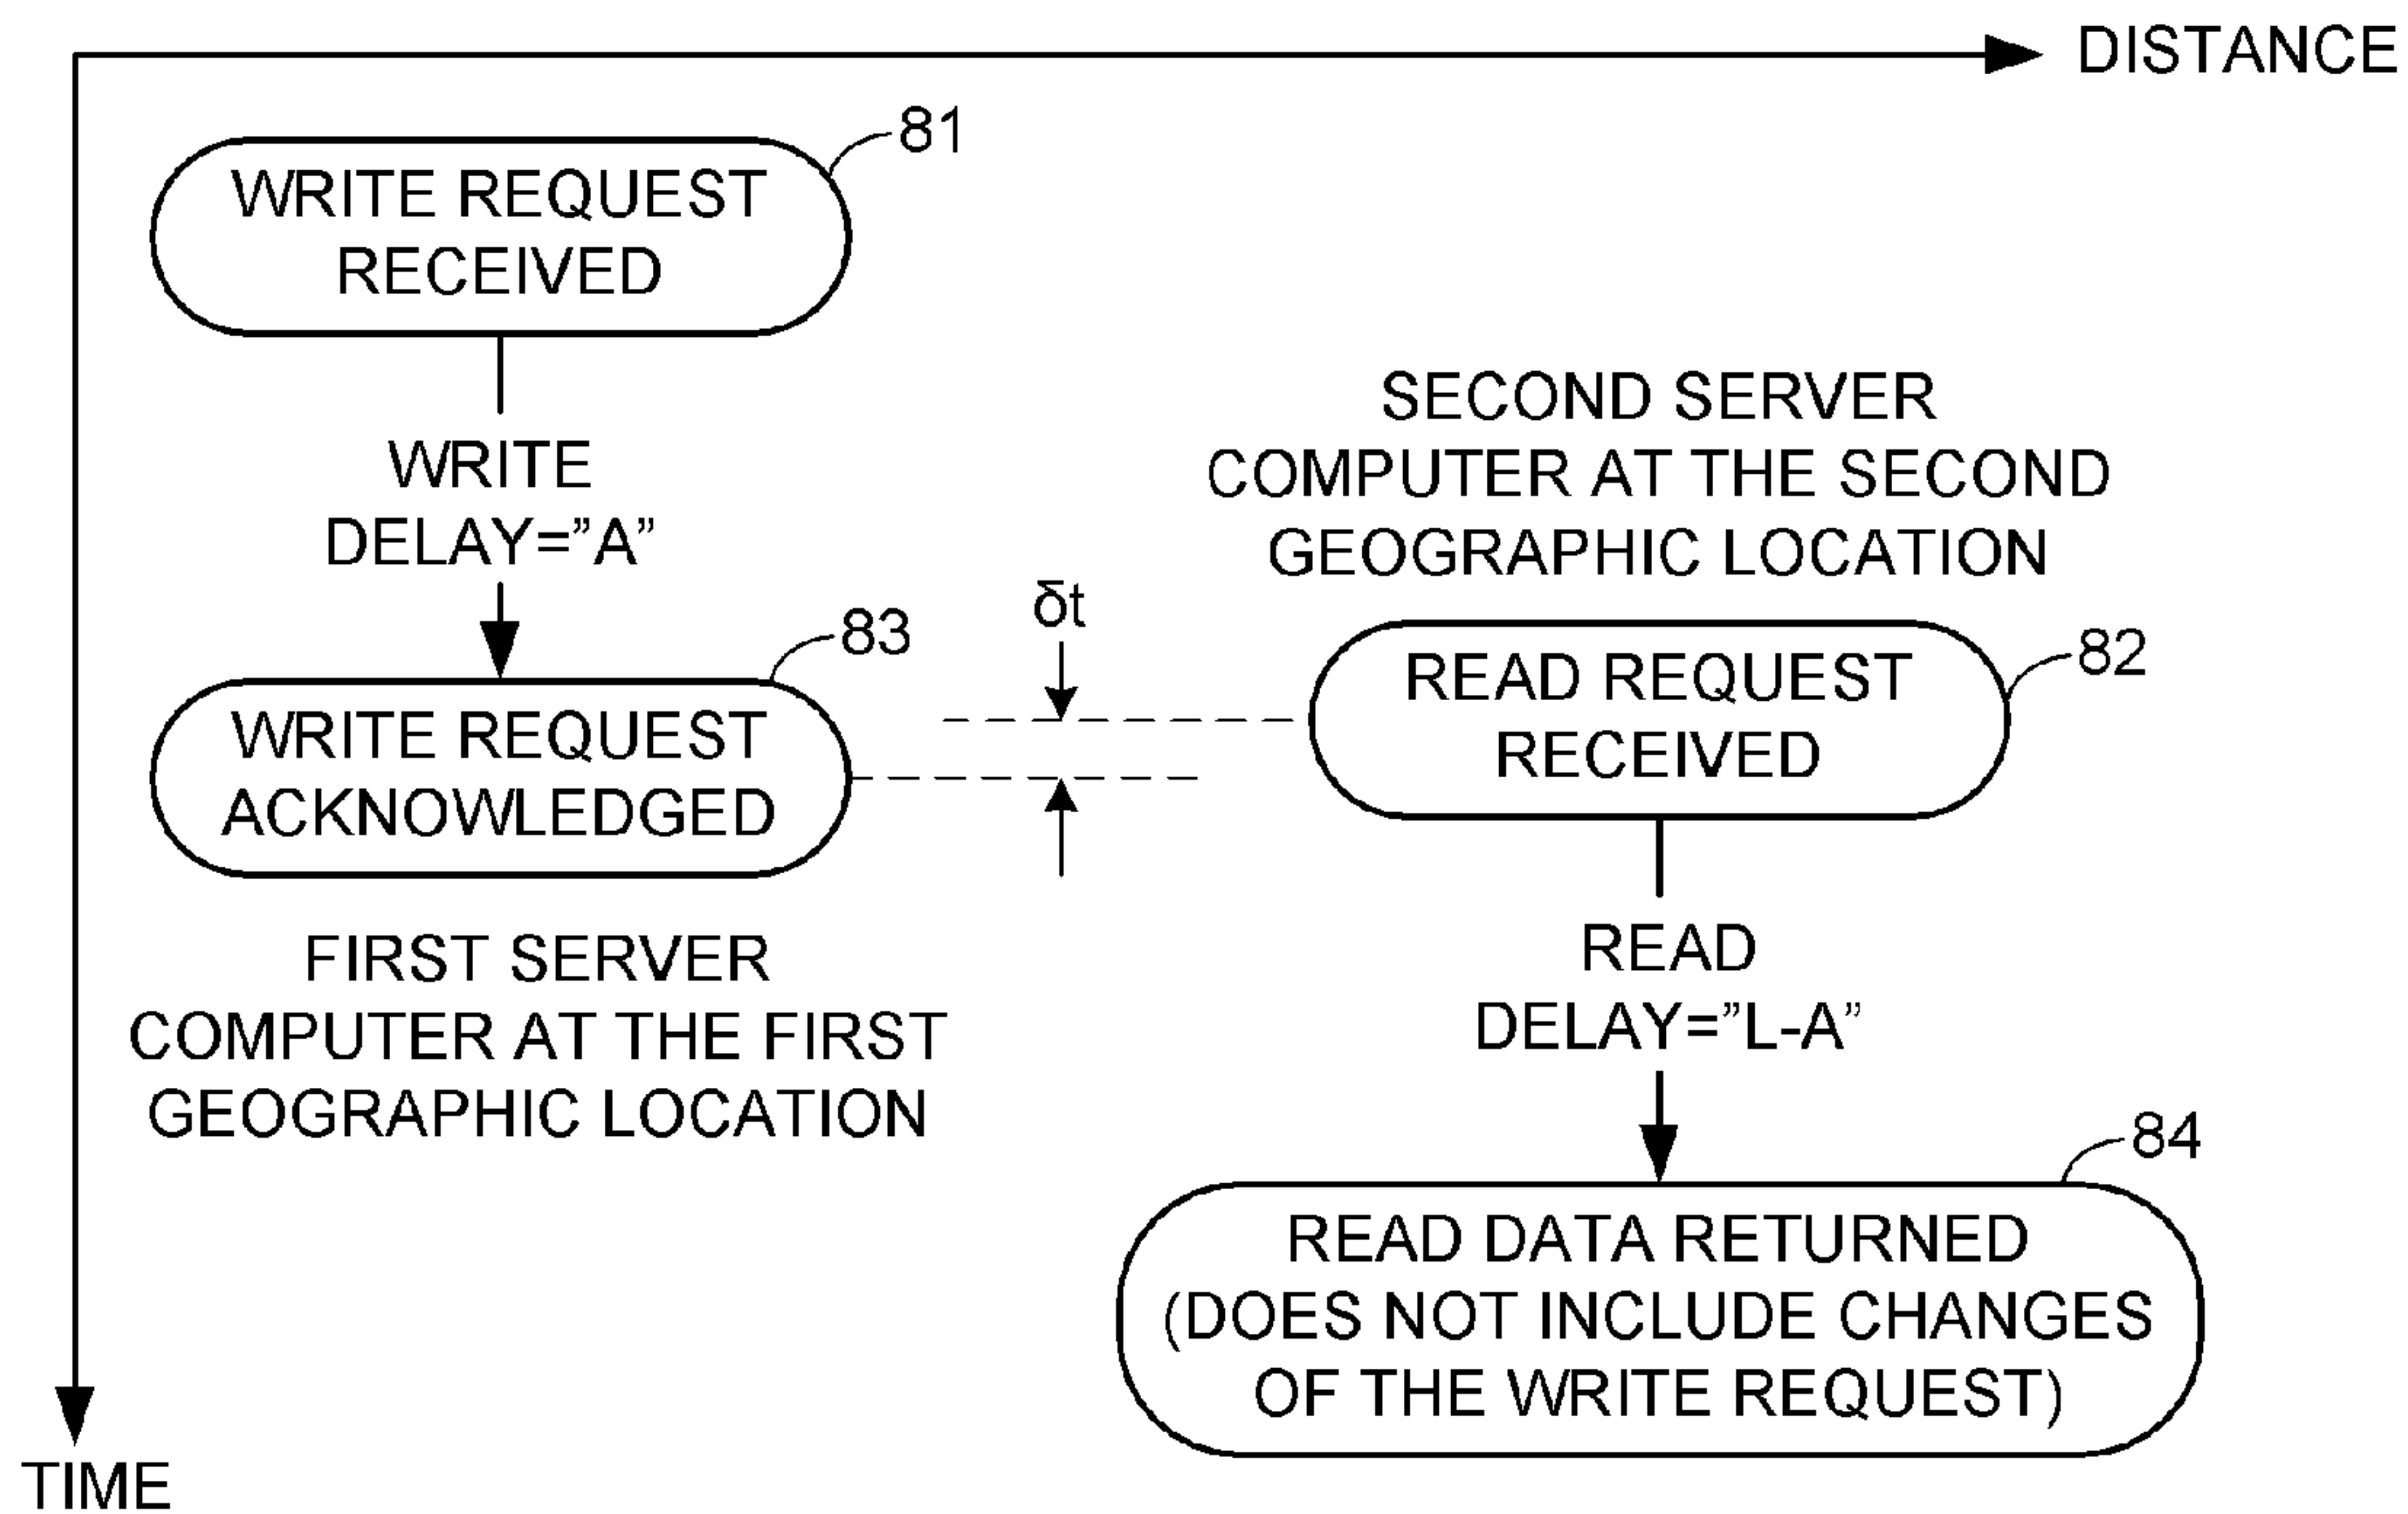 DISTANCE
81
WRITE REQUEST
RECEIVED
WRITE
DELAY=”A”
SECOND SERVER
COMPUTER AT THE SECOND
GEOGRAPHIC LOCATION
δt
83
WRITE REQUEST
ACKNOWLEDGED
82
READ REQUEST
RECEIVED
FIRST SERVER
COMPUTER AT THE FIRST
GEOGRAPHIC LOCATION
READ
DELAY=”L-A”
84
READ DATA RETURNED
(DOES NOT INCLUDE CHANGES
OF THE WRITE REQUEST)
TIME